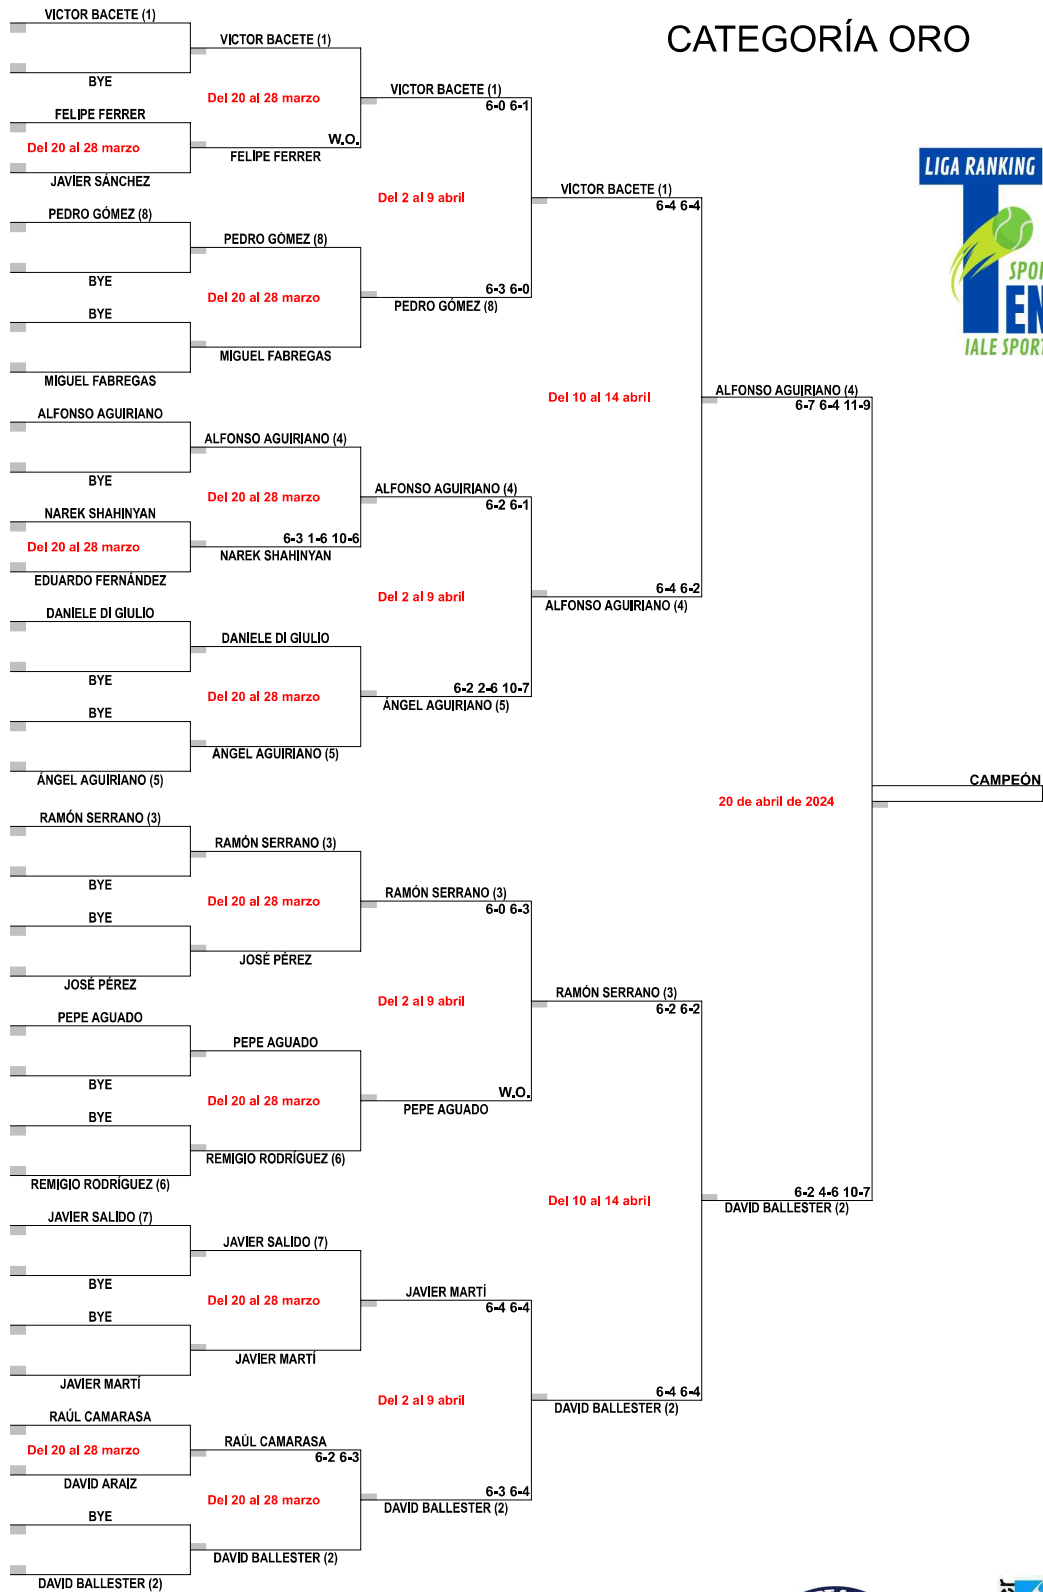 CATEGORÍA ORO
LIGA RANKING
IALE SPORT
VICTOR BACETE (1)
VICTOR BACETE (1)
BYE
Del 20 al 28 marzo
VICTOR BACETE (1)
6-0 6-1
FELIPE FERRER
Del 20 al 28 marzo
W.O.
FELIPE FERRER
JAVIER SÁNCHEZ
Del 2 al 9 abril
VICTOR BACETE (1)
6-4 6-4
PEDRO GÓMEZ (8)
PEDRO GÓMEZ (8)
BYE
Del 20 al 28 marzo
6-3 6-0
PEDRO GÓMEZ (8)
BYE
MIGUEL FABREGAS
MIGUEL FABREGAS
Del 10 al 14 abril
ALFONSO AGUIRIANO (4)
6-7 6-4 11-9
ALFONSO AGUIRIANO
ALFONSO AGUIRIANO (4)
BYE
Del 20 al 28 marzo
ALFONSO AGUIRIANO (4)
6-2 6-1
NAREK SHAHINYAN
Del 20 al 28 marzo
6-3 1-6 10-6
NAREK SHAHINYAN
EDUARDO FERNÁNDEZ
Del 2 al 9 abril
6-4 6-2
ALFONSO AGUIRIANO (4)
DANIELE DI GIULIO
DANIELE DI GIULIO
BYE
Del 20 al 28 marzo
6-2 2-6 10-7
ÁNGEL AGUIRIANO (5)
BYE
ÁNGEL AGUIRIANO (5)
ÁNGEL AGUIRIANO (5)
CAMPEÓN
20 de abril de 2024
RAMÓN SERRANO (3)
RAMÓN SERRANO (3)
BYE
Del 20 al 28 marzo
RAMÓN SERRANO (3)
6-0 6-3
BYE
JOSÉ PÉREZ
JOSÉ PÉREZ
Del 2 al 9 abril
RAMÓN SERRANO (3)
6-2 6-2
PEPE AGUADO
PEPE AGUADO
BYE
Del 20 al 28 marzo
W.O.
PEPE AGUADO
BYE
REMIGIO RODRÍGUEZ (6)
REMIGIO RODRÍGUEZ (6)
Del 10 al 14 abril
6-2 4-6 10-7
DAVID BALLESTER (2)
JAVIER SALIDO (7)
JAVIER SALIDO (7)
BYE
Del 20 al 28 marzo
JAVIER MARTÍ
6-4 6-4
BYE
JAVIER MARTÍ
JAVIER MARTÍ
Del 2 al 9 abril
6-4 6-4
DAVID BALLESTER (2)
RAÚL CAMARASA
Del 20 al 28 marzo
RAÚL CAMARASA
6-2 6-3
DAVID ARAIZ
Del 20 al 28 marzo
6-3 6-4
DAVID BALLESTER (2)
BYE
DAVID BALLESTER (2)
DAVID BALLESTER (2)